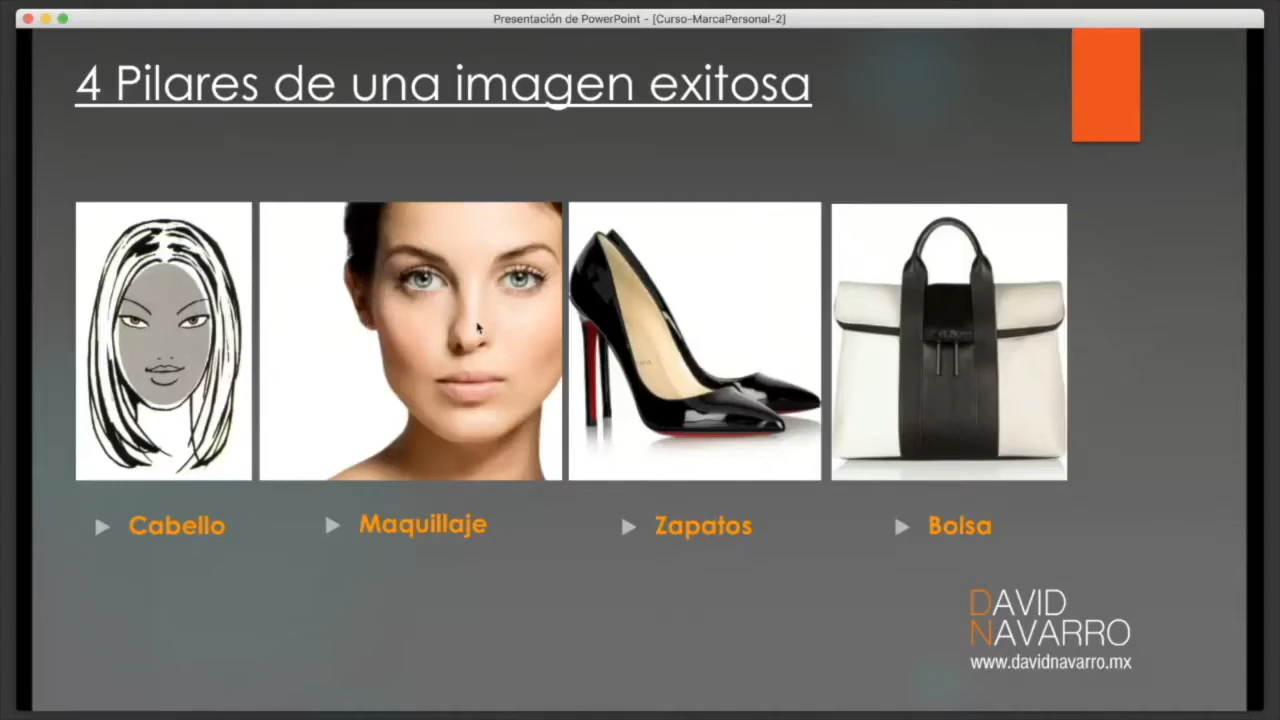 Presentación de PowerPoint - [Curso-MarcaPersonal-2]
4 Pilares de una imagen exitosa
Cabello
Maquillaje
Zapatos
Bolsa
DAVID
NAVARRO
www.davidnavarro.mx